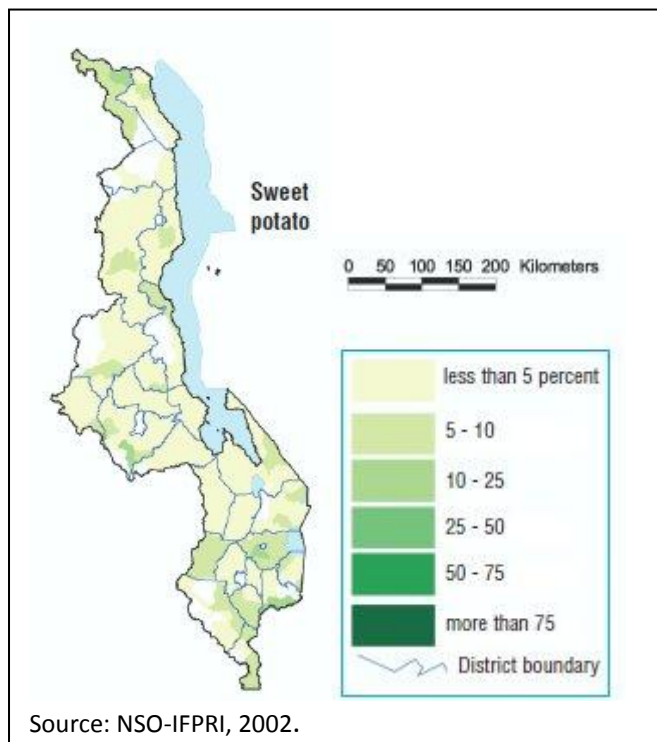 Sweet
potato
0 50 100 150 200 Kilometers
less than 5 percent
5 - 10
10 - 25
25 - 50
50 - 75
more than 75
District boundary
Source: NSO-IFPRI, 2002.